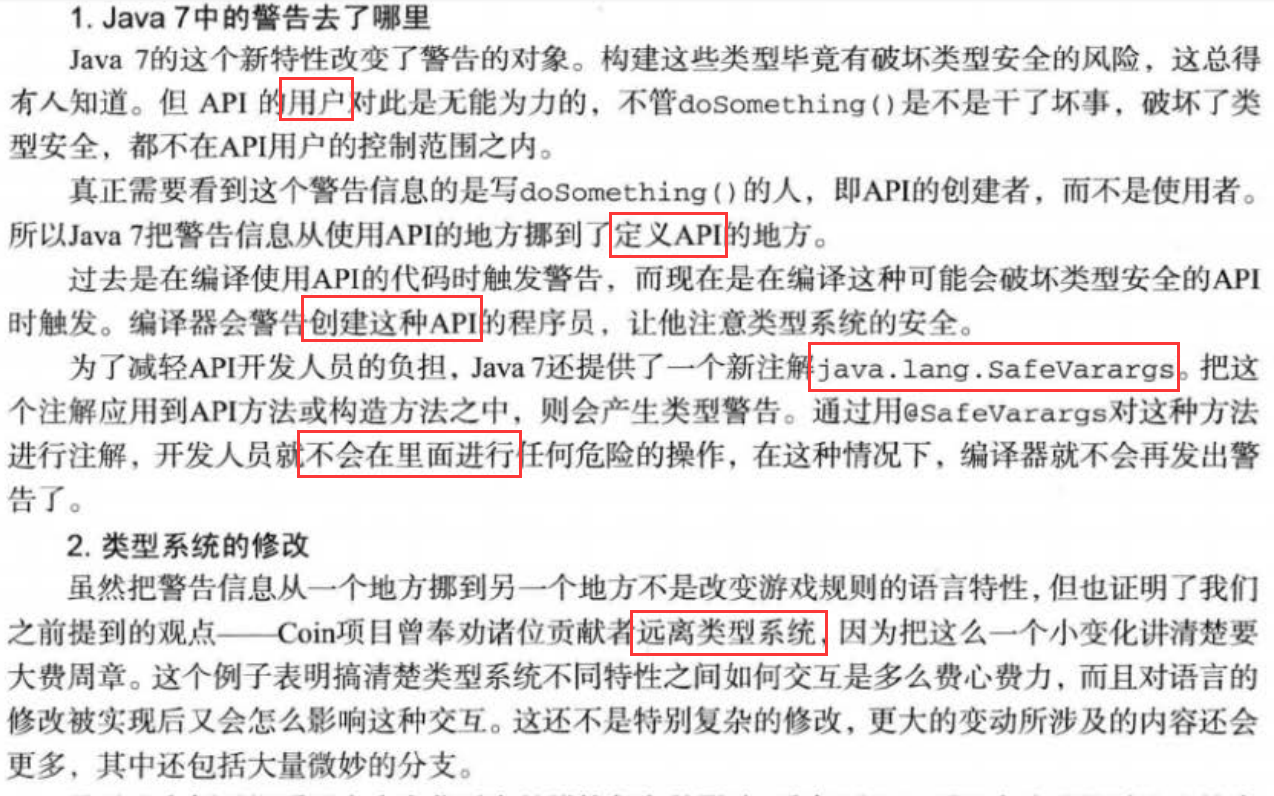 1. Java 7中的警告去了哪里
Java 7的这个新特性改变了警告的对象。构建这些类型毕竟有破坏类型安全的风险，这总得
有人知道。但 API 的用户对此是无能为力的，不管doSomething()是不是干了坏事，破坏了类
型安全，都不在API用户的控制范围之内。
真正需要看到这个警告信息的是写doSomething()的人，即API的创建者，而不是使用者。
所以Java 7把警告信息从使用API的地方挪到了定义API的地方。
过去是在编译使用API的代码时触发警告，而现在是在编译这种可能会破坏类型安全的API
时触发。编译器会警告创建这种API的程序员，让他注意类型系统的安全。
为了减轻API开发人员的负担，Java 7还提供了一个新注解java.lang.SafeVarargs。把这
个注解应用到API方法或构造方法之中，则会产生类型警告。通过用@SafeVarargs对这种方法
进行注解，开发人员就不会在里面进行任何危险的操作，在这种情况下，编译器就不会再发出警
告了。
2. 类型系统的修改
虽然把警告信息从一个地方挪到另一个地方不是改变游戏规则的语言特性，但也证明了我们
之前提到的观点——Coin项目曾奉劝诸位贡献者远离类型系统，因为把这么一个小变化讲清楚要
大费周章。这个例子表明搞清楚类型系统不同特性之间如何交互是多么费心费力，而且对语言的
修改被实现后又会怎么影响这种交互。这还不是特别复杂的修改，更大的变动所涉及的内容还会
更多，其中还包括大量微妙的分支。